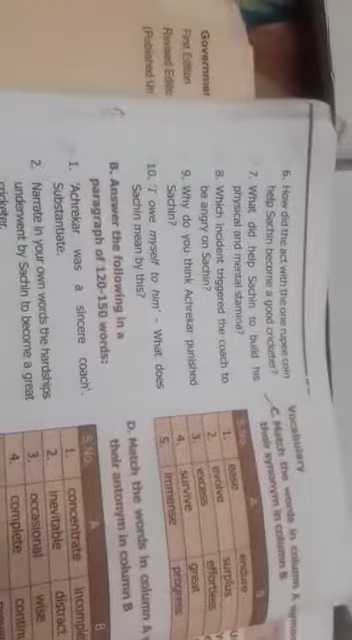 Governmen
First Edition
Revised Editio
(Published Un
6. How did the act with the one rupee coin
help Sachin become a good cricketer?
7. What did help Sachin to build his
physical and mental stamina?
8. Which incident triggered the coach to
be angry on Sachin?
9. Why do you think Achrekar punished
Sachin?
10. 'I owe myself to him' - What does
Sachin mean by this?
B. Answer the following in a
paragraph of 120-150 words:
1. 'Achrekar was a sincere coach'.
Substantiate.
2. Narrate in your own words the hardships
underwent by Sachin to become a great
cricketer.
Vocabulary
C. Match the words in column A
their synonym in column B.
S.No A B
1. ease endure
2. evolve surplus
3. excess effortless
4. survive great
5. immense progress
D. Match the words in column A
their antonym in column B
S.No A B
1. concentrate incomple
2. inevitable distract
3. occasional wise
4. complete contin